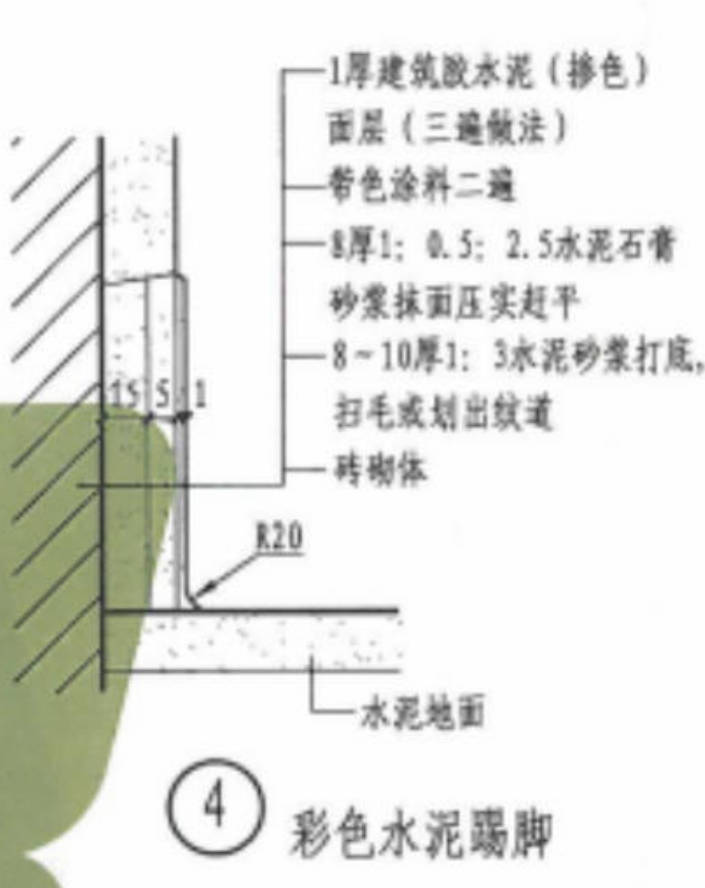 1厚建筑胶水泥（掺色）
面层（三遍做法）
带色涂料二遍
8厚1：0.5：2.5水泥石膏
砂浆抹面压实赶平
8~10厚1：3水泥砂浆打底，
扫毛或划出纹道
砖砌体
15 5 1
R20
水泥地面
4 彩色水泥踢脚